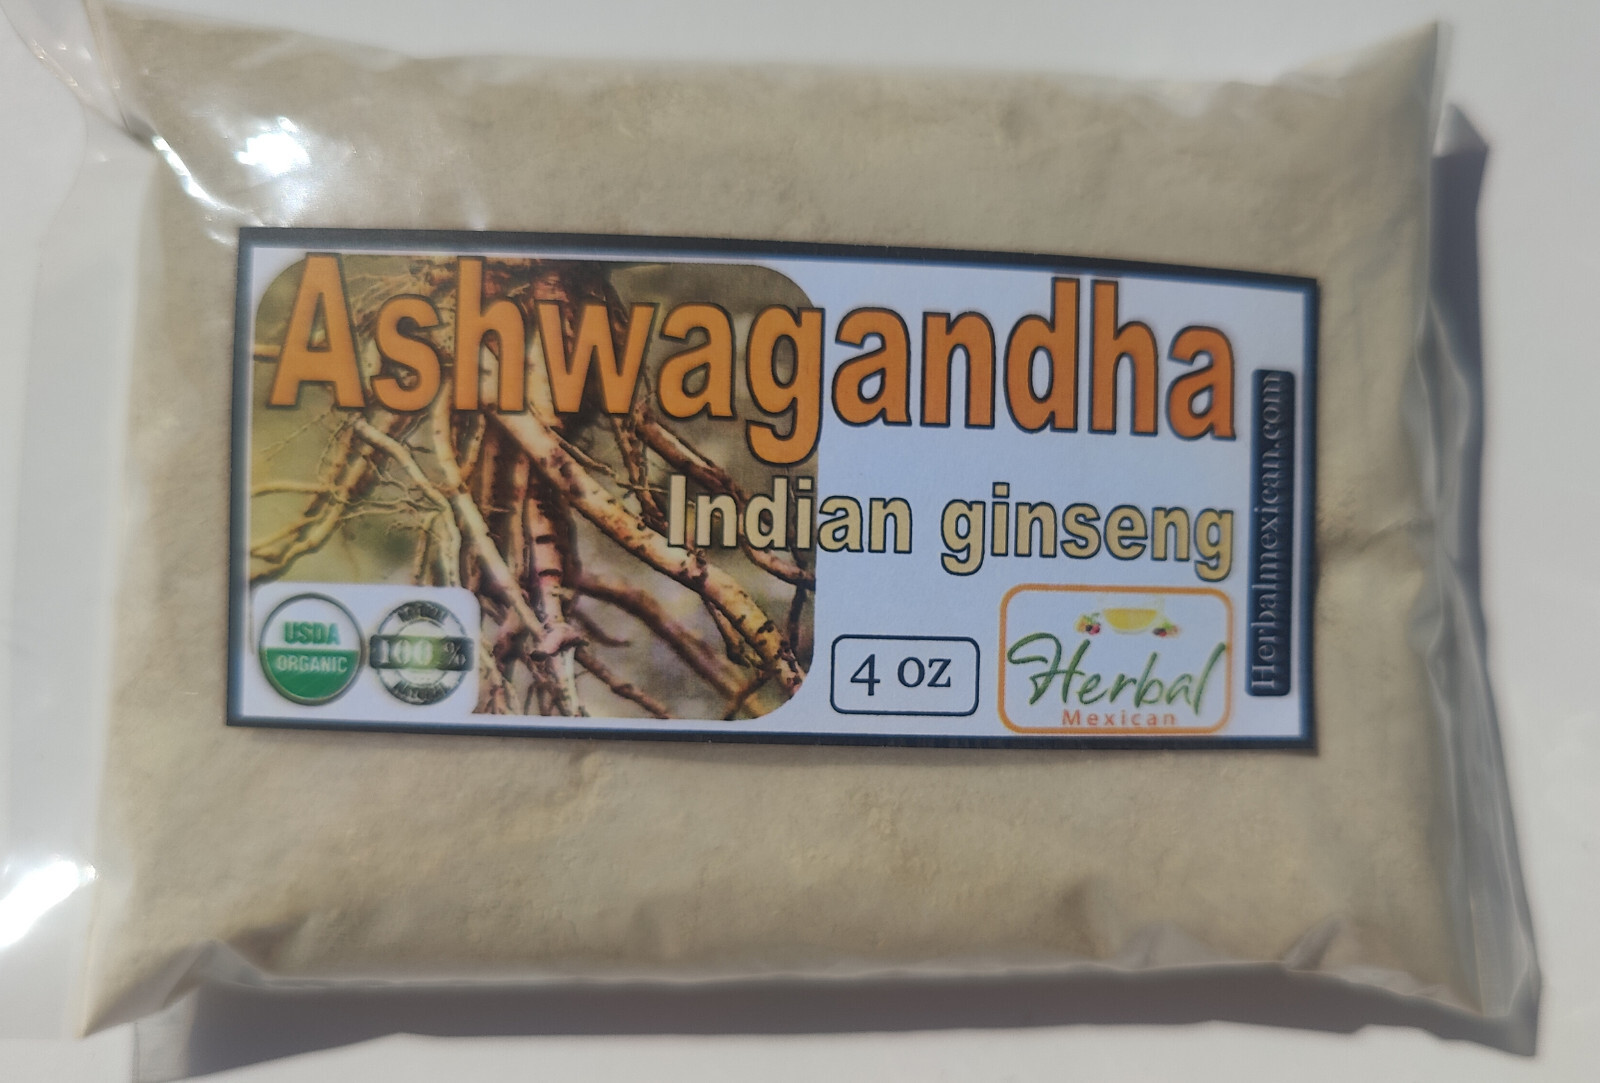 Ashwagandha
Indian ginseng
USDA
ORGANIC
100 %
4 oz
Herbal
Mexican
Herbalmexican.com